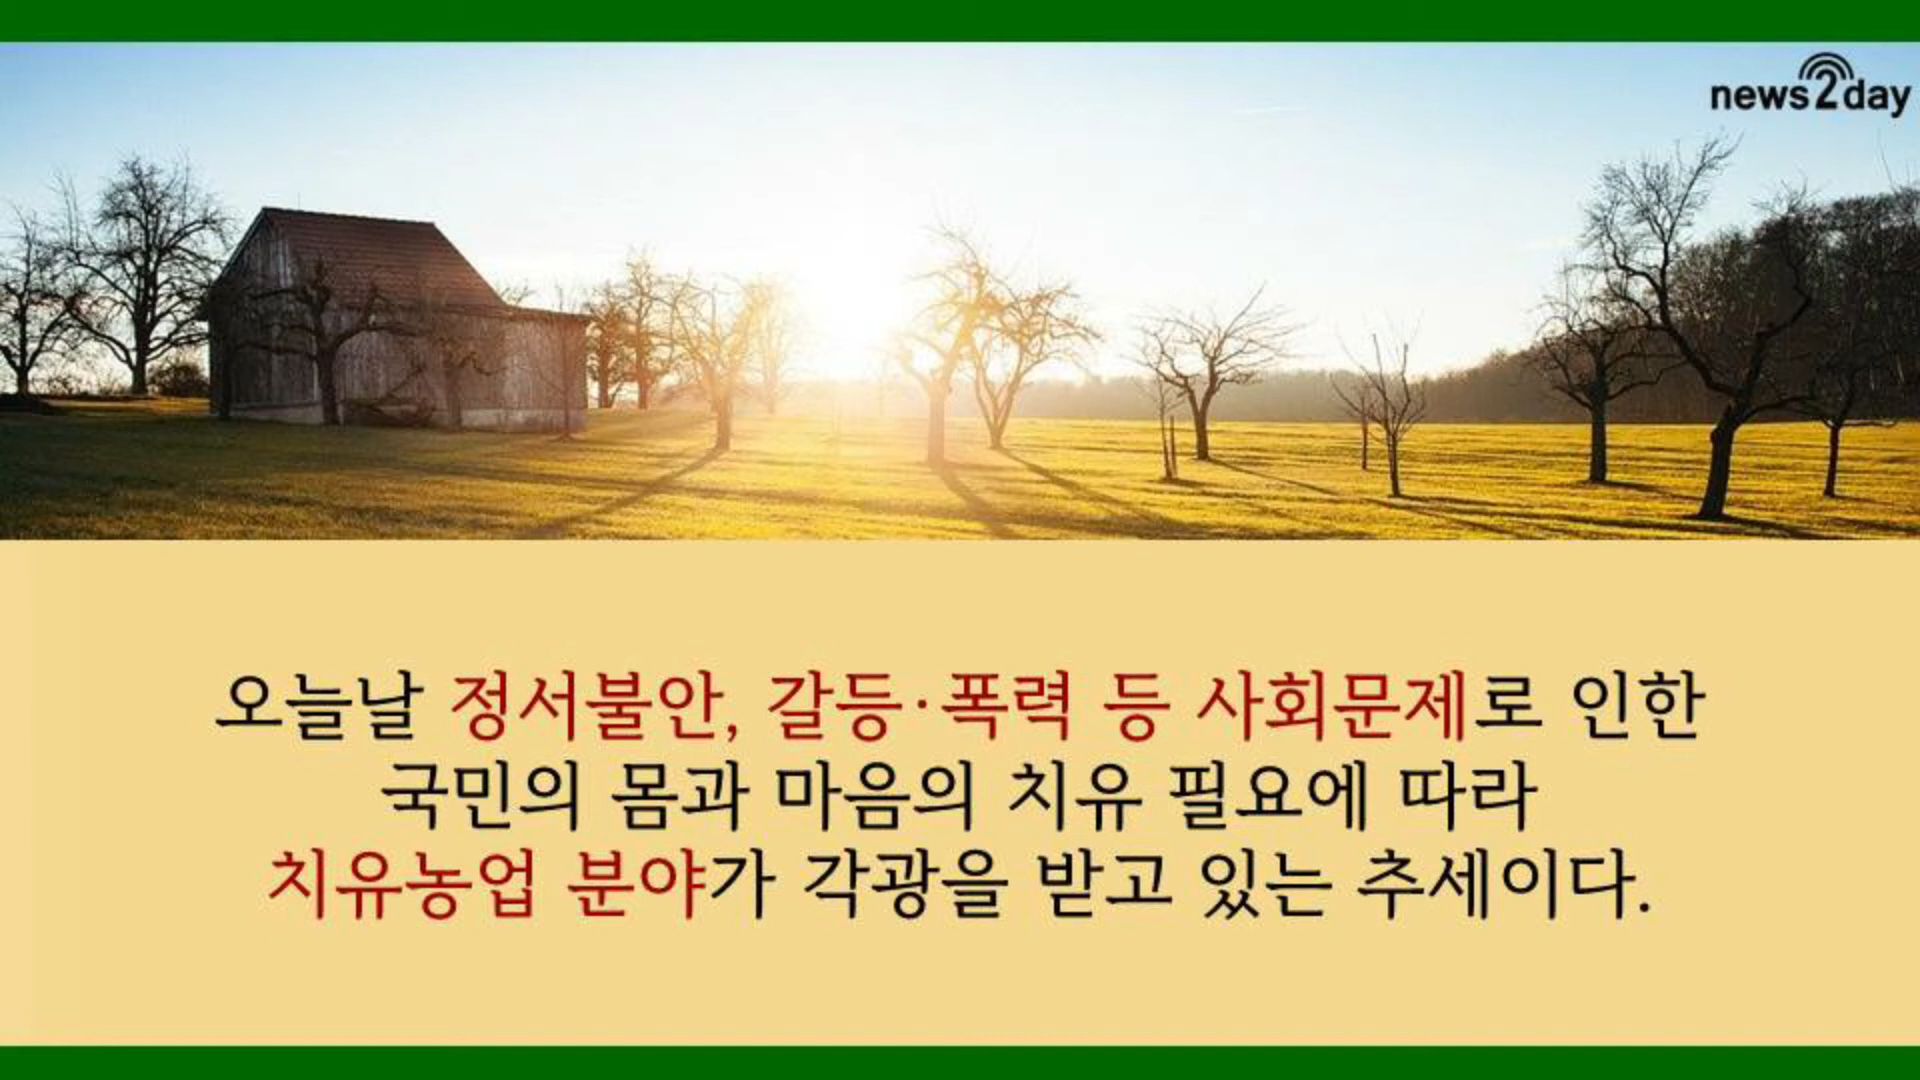 news2day
오늘날 정서불안, 갈등·폭력 등 사회문제로 인한
국민의 몸과 마음의 치유 필요에 따라
치유농업 분야가 각광을 받고 있는 추세이다.